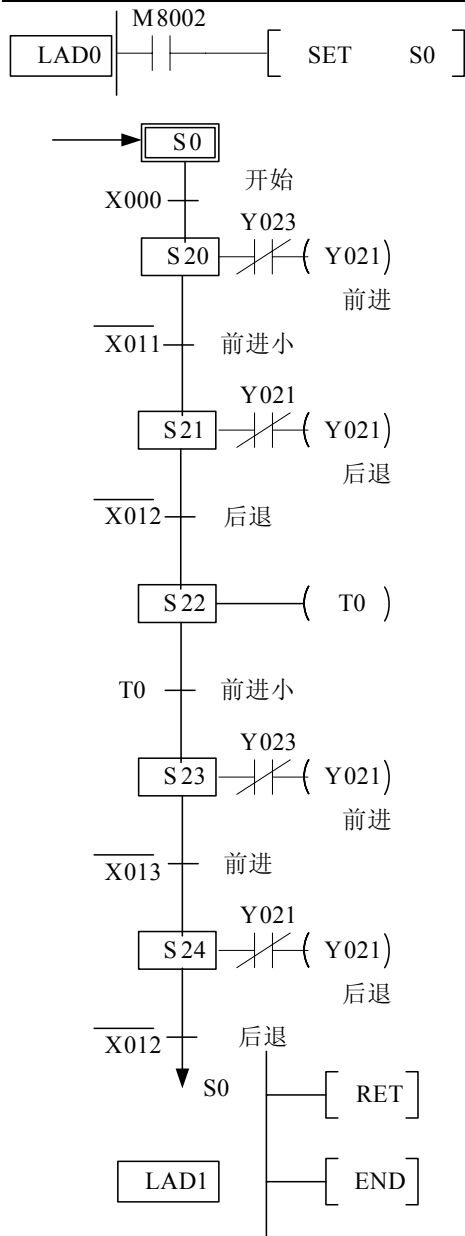 M8002
LAD0 SET S0
S0
开始
X000
Y023
S20 Y021
前进
X011 前进小
Y021
S21 Y021
后退
X012 后退
S22 T0
T0 前进小
Y023
S23 Y021
前进
X013 前进
Y021
S24 Y021
后退
X012 后退
S0 RET
LAD1 END